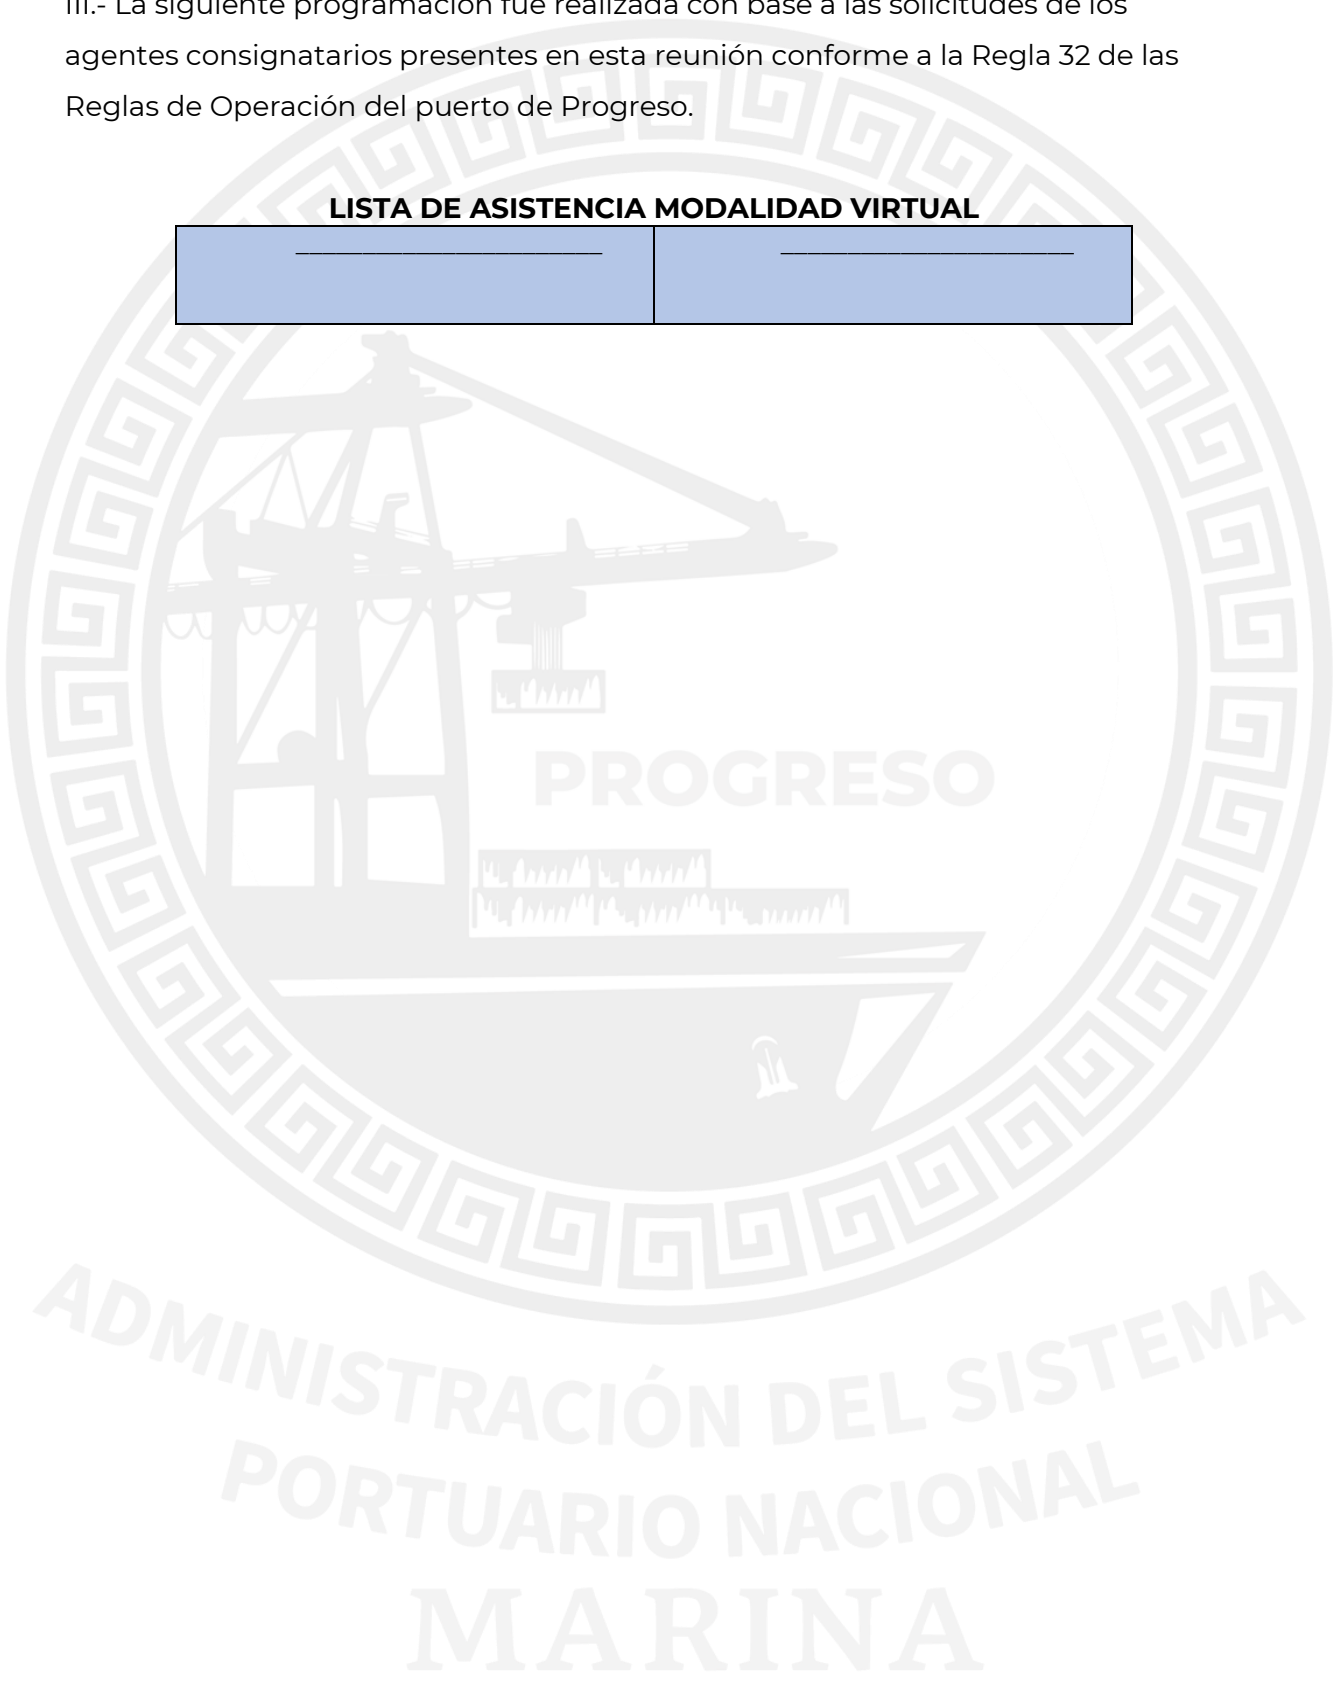 III.- La siguiente programación fue realizada con base a las solicitudes de los
agentes consignatarios presentes en esta reunión conforme a la Regla 32 de las
Reglas de Operación del puerto de Progreso.
LISTA DE ASISTENCIA MODALIDAD VIRTUAL
_______________________ ______________________
PROGRESO
ADMINISTRACIÓN DEL SISTEMA
PORTUARIO NACIONAL
MARINA